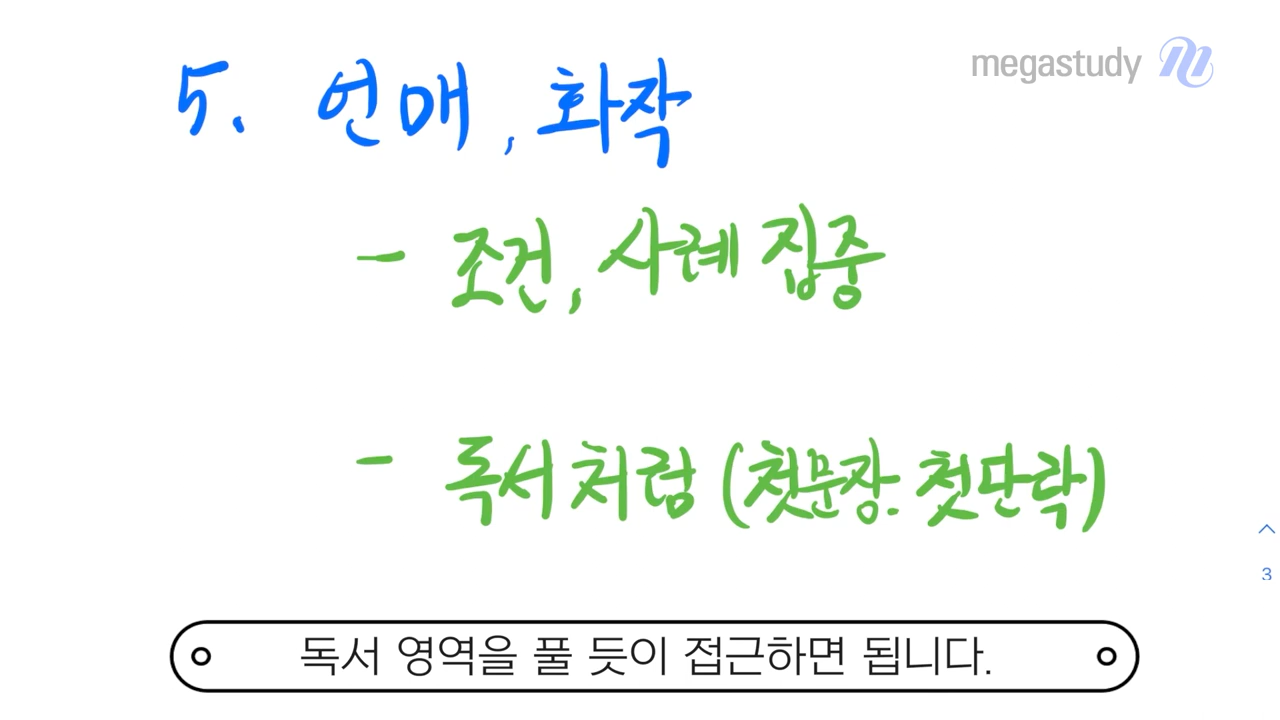 megastudy
5. 언매, 화작
- 조건, 사례 집중
- 독서처럼 (첫문장. 첫단락)
3
독서 영역을 풀 듯이 접근하면 됩니다.